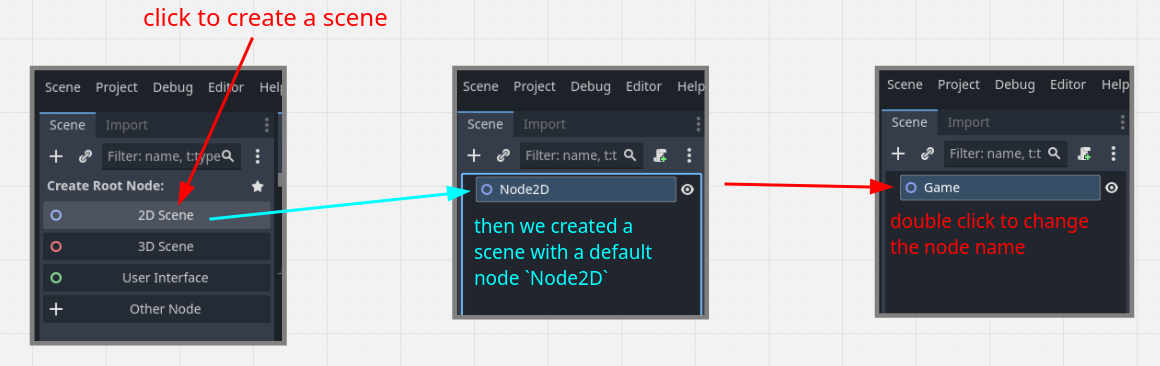 click to create a scene
Scene Project Debug Editor Help
Scene Import
Filter: name, t:type
Create Root Node:
2D Scene
3D Scene
User Interface
Other Node
Scene Project Debug Editor Help
Scene Import
Filter: name, t:t
Node2D
then we created a
scene with a default
node `Node2D`
Scene Project Debug Editor Help
Scene Import
Filter: name, t:t
Game
double click to change
the node name